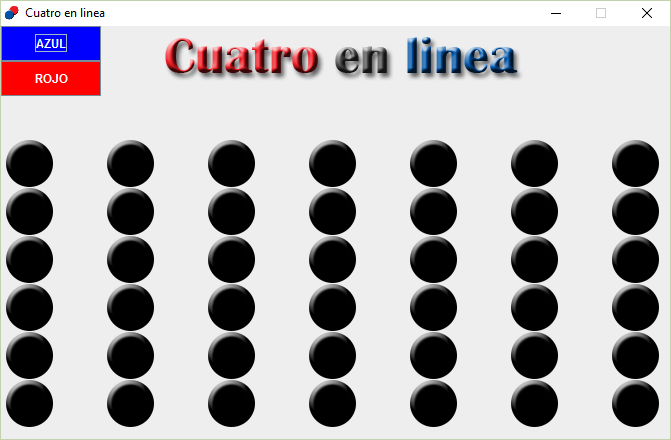 Cuatro en linea
AZUL
ROJO
Cuatro en linea